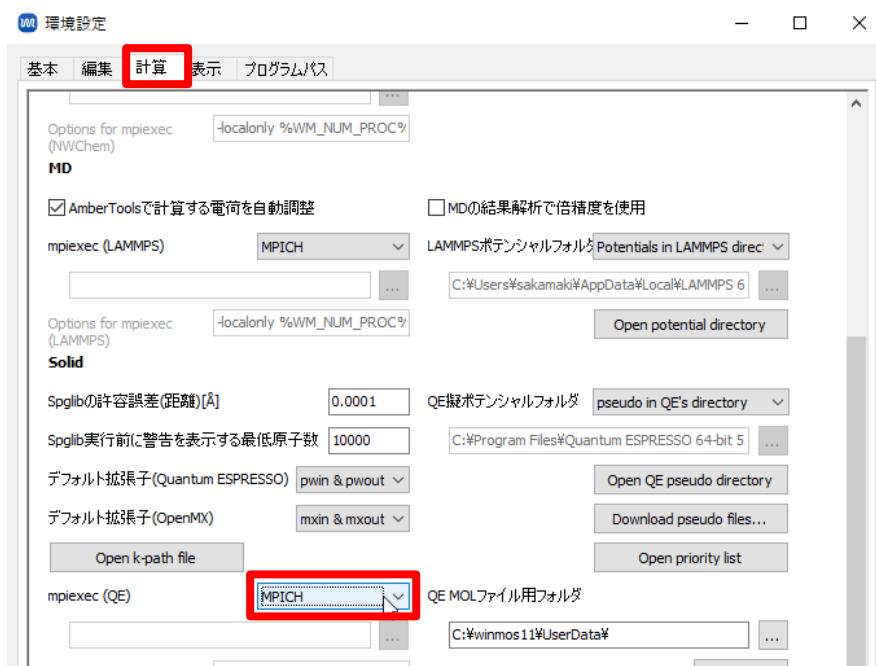 環境設定
基本 編集 計算 表示 プログラムパス
...
Options for mpiexec
(NWChem)
-localonly %WM_NUM_PROC%
MD
AmberToolsで計算する電荷を自動調整
MDの結果解析で倍精度を使用
mpiexec (LAMMPS) MPICH
LAMMPSポテンシャルフォルダ Potentials in LAMMPS direct
...
C:¥Users¥sakamaki¥AppData¥Local¥LAMMPS 6 ...
Options for mpiexec
(LAMMPS)
-localonly %WM_NUM_PROC%
Open potential directory
Solid
Spglibの許容誤差(距離)[Å] 0.0001
QE擬ポテンシャルフォルダ pseudo in QE's directory
Spglib実行前に警告を表示する最低原子数 10000
C:¥Program Files¥Quantum ESPRESSO 64-bit 5 ...
デフォルト拡張子(Quantum ESPRESSO) pwin & pwout
Open QE pseudo directory
デフォルト拡張子(OpenMX) mxin & mxout
Download pseudo files...
Open k-path file
Open priority list
mpiexec (QE) MPICH
QE MOLファイル用フォルダ
...
C:¥winmos11¥UserData¥ ...